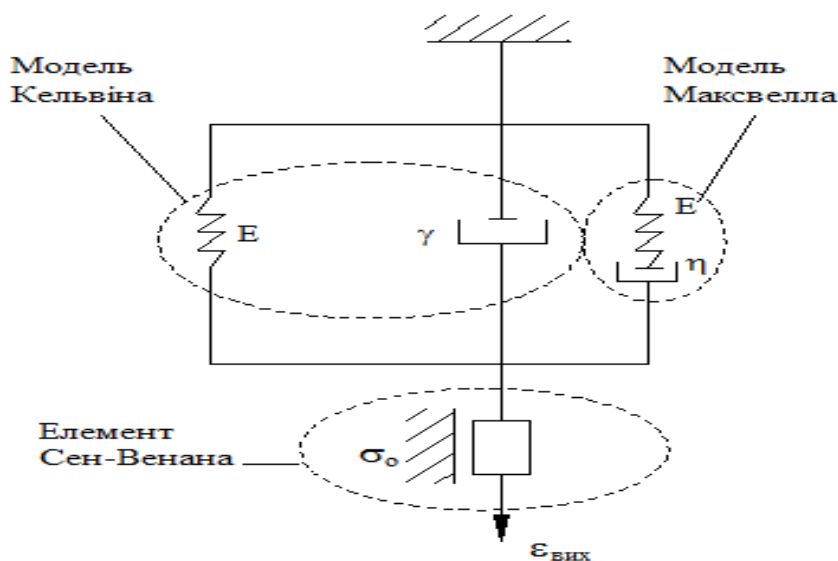 Модель
Кельвіна
Модель
Максвелла
E
γ
E
η
Елемент
Сен-Венана
σₒ
εвих